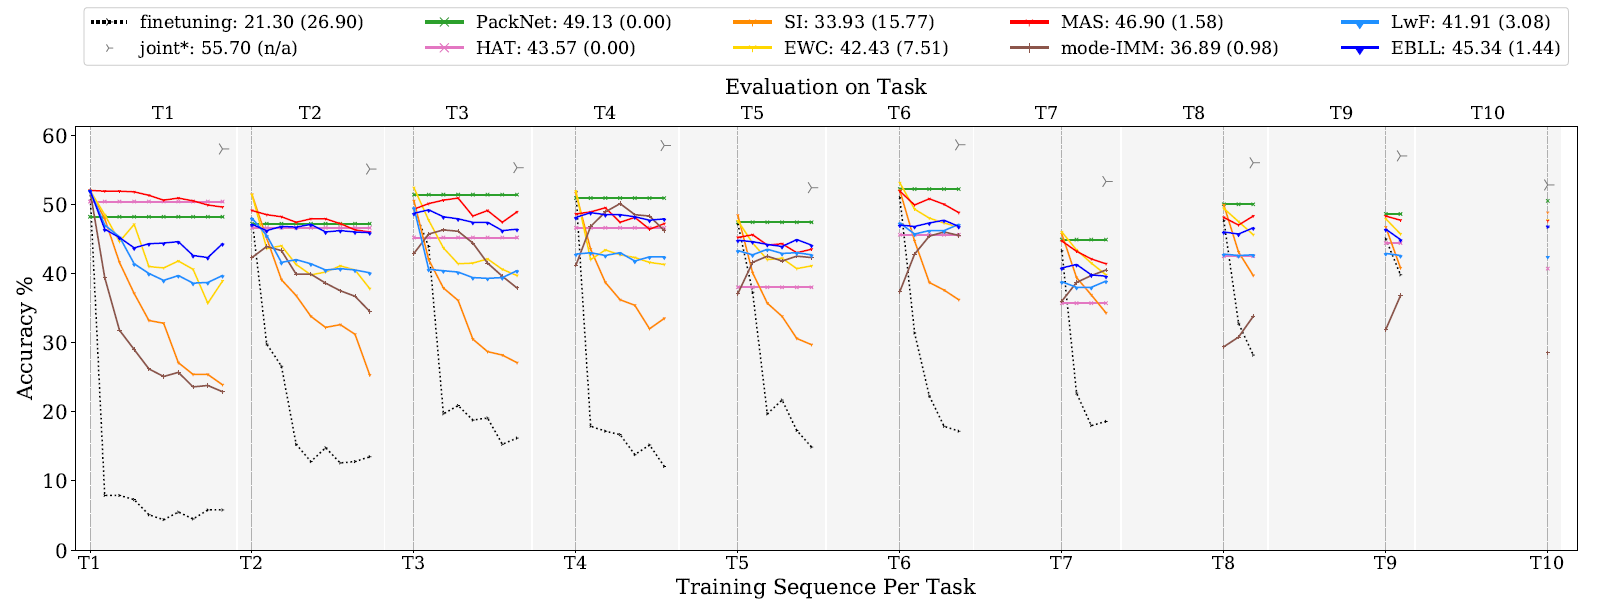 finetuning: 21.30 (26.90) PackNet: 49.13 (0.00) SI: 33.93 (15.77) MAS: 46.90 (1.58) LwF: 41.91 (3.08)
joint*: 55.70 (n/a) HAT: 43.57 (0.00) EWC: 42.43 (7.51) mode-IMM: 36.89 (0.98) EBLL: 45.34 (1.44)
Evaluation on Task
T1 T2 T3 T4 T5 T6 T7 T8 T9 T10
60
50
40
30
20
10
0
Accuracy %
T1 T2 T3 T4 T5 T6 T7 T8 T9 T10
Training Sequence Per Task